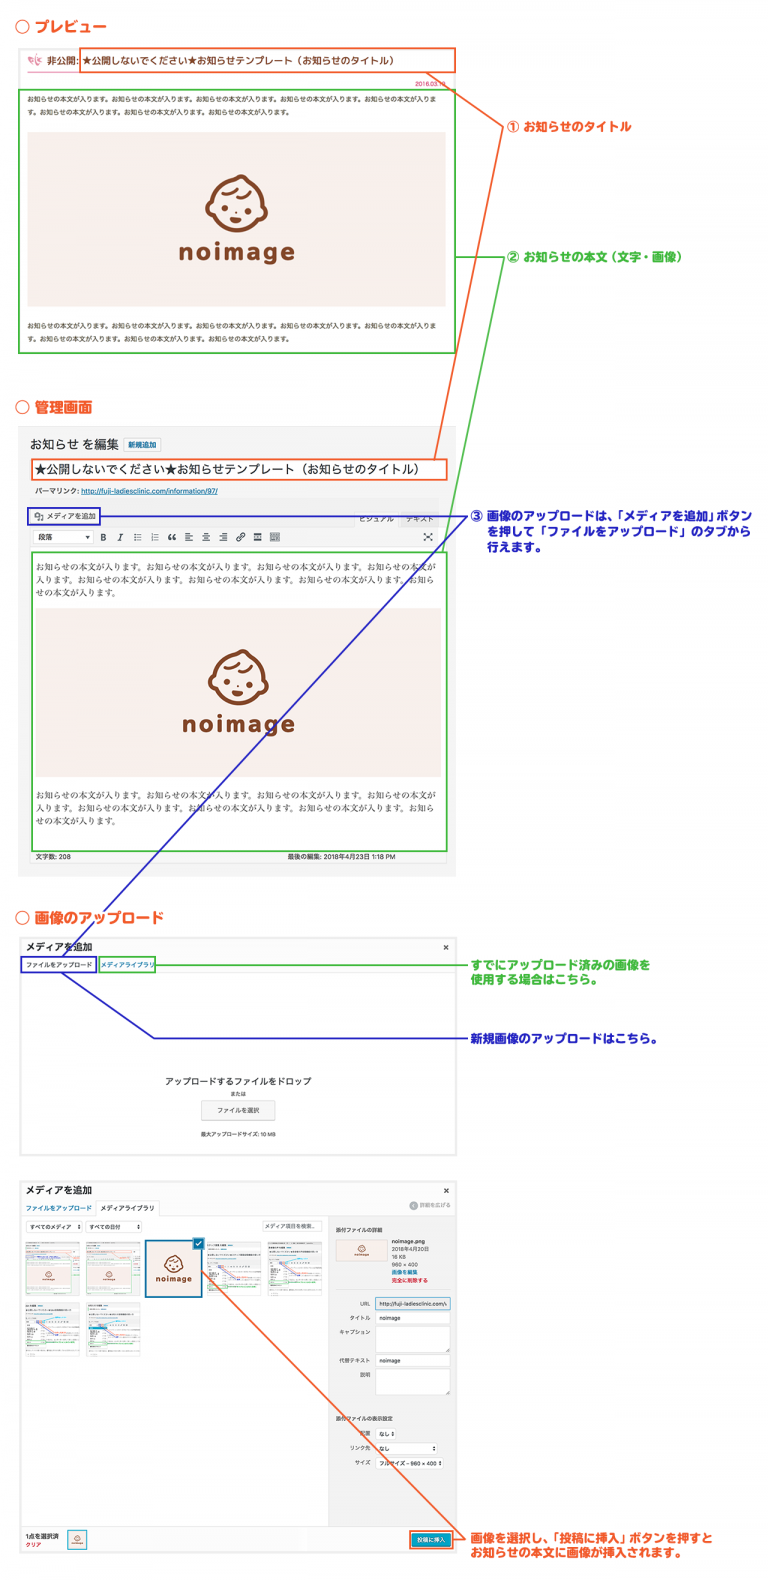 ○ プレビュー
非公開: ★公開しないでください★お知らせテンプレート（お知らせのタイトル）
2018.03.19
お知らせの本文が入ります。お知らせの本文が入ります。お知らせの本文が入ります。お知らせの本文が入ります。お知らせの本文が入りま
す。お知らせの本文が入ります。お知らせの本文が入ります。お知らせの本文が入ります。
noimage
お知らせの本文が入ります。お知らせの本文が入ります。お知らせの本文が入ります。お知らせの本文が入ります。お知らせの本文が入りま
す。お知らせの本文が入ります。お知らせの本文が入ります。お知らせの本文が入ります。
① お知らせのタイトル
② お知らせの本文（文字・画像）
○ 管理画面
お知らせ を編集 新規追加
★公開しないでください★お知らせテンプレート（お知らせのタイトル）
パーマリンク: http://fuji-ladiesclinic.com/information/97/
メディアを追加
ビジュアル テキスト
段落
お知らせの本文が入ります。お知らせの本文が入ります。お知らせの本文が入ります。お知らせの本文が
入ります。お知らせの本文が入ります。お知らせの本文が入ります。お知らせの本文が入ります。お知ら
せの本文が入ります。
noimage
お知らせの本文が入ります。お知らせの本文が入ります。お知らせの本文が入ります。お知らせの本文が
入ります。お知らせの本文が入ります。お知らせの本文が入ります。お知らせの本文が入ります。お知ら
せの本文が入ります。
文字数: 208
最後の編集: 2018年4月23日 1:18 PM
③ 画像のアップロードは、「メディアを追加」ボタン
を押して「ファイルをアップロード」のタブから
行えます。
○ 画像のアップロード
メディアを追加
ファイルをアップロード メディアライブラリ
アップロードするファイルをドロップ
または
ファイルを選択
最大アップロードサイズ: 10 MB
すでにアップロード済みの画像を
使用する場合はこちら。
新規画像のアップロードはこちら。
メディアを追加
ファイルをアップロード メディアライブラリ
詳細を広げる
すべてのメディア すべての日付
メディア項目を検索...
noimage
添付ファイルの詳細
noimage.png
2018年4月20日
16 KB
960 × 400
画像を編集
完全に削除する
URL http://fuji-ladiesclinic.com/
タイトル noimage
キャプション
代替テキスト noimage
説明
添付ファイルの表示設定
配置 なし
リンク先 なし
サイズ フルサイズ – 960 × 400
1点を選択済
クリア
投稿に挿入
画像を選択し、「投稿に挿入」ボタンを押すと
お知らせの本文に画像が挿入されます。